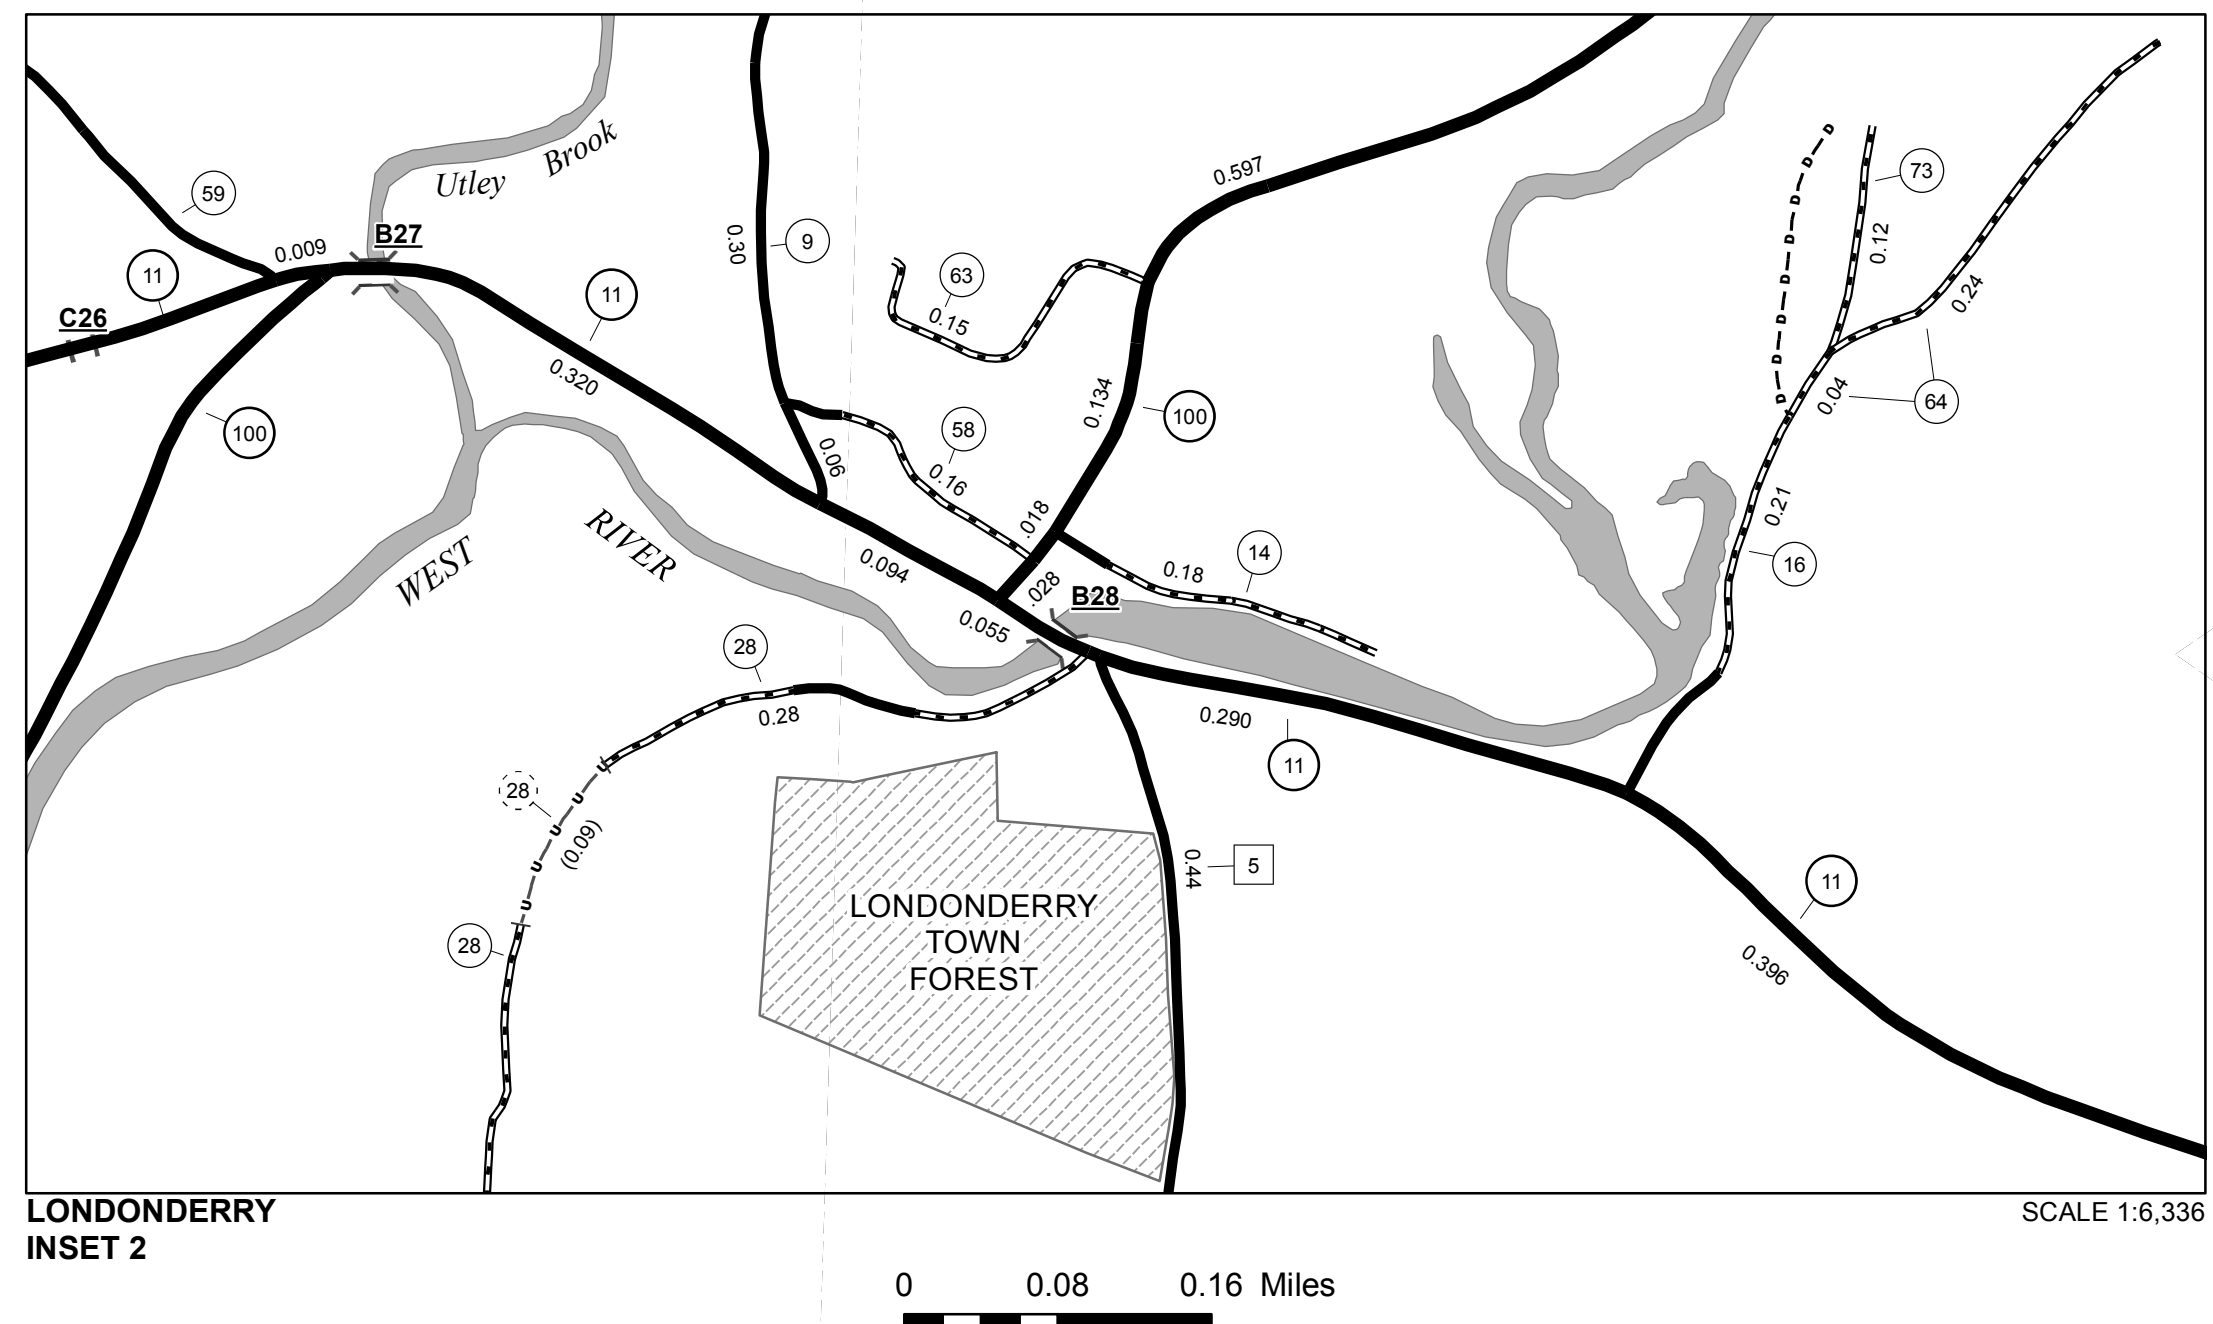 Utley
Brook
59
0.009
B27
11
C26
100
11
0.320
0.30
9
63
0.15
0.597
0.134
100
58
0.16
0.06
.018
0.094
.028
0.055
B28
14
0.18
WEST
RIVER
73
0.12
0.24
0.04
64
0.21
16
D
D
D
D
D
D
D
D
28
0.28
U
U
U
U
U
28
(0.09)
28
0.290
11
5
0.44
LONDONDERRY
TOWN
FOREST
11
0.396
LONDONDERRY
INSET 2
SCALE 1:6,336
0 0.08 0.16 Miles